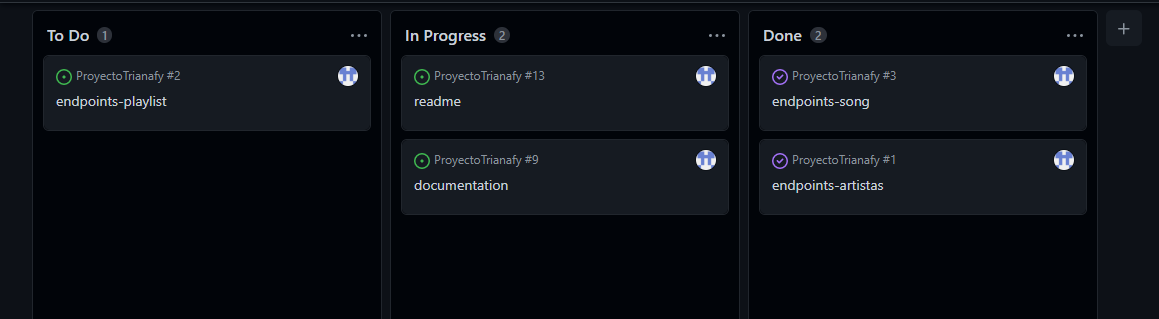 To Do 1
ProyectoTrianafy #2
endpoints-playlist
In Progress 2
ProyectoTrianafy #13
readme
ProyectoTrianafy #9
documentation
Done 2
ProyectoTrianafy #3
endpoints-song
ProyectoTrianafy #1
endpoints-artistas